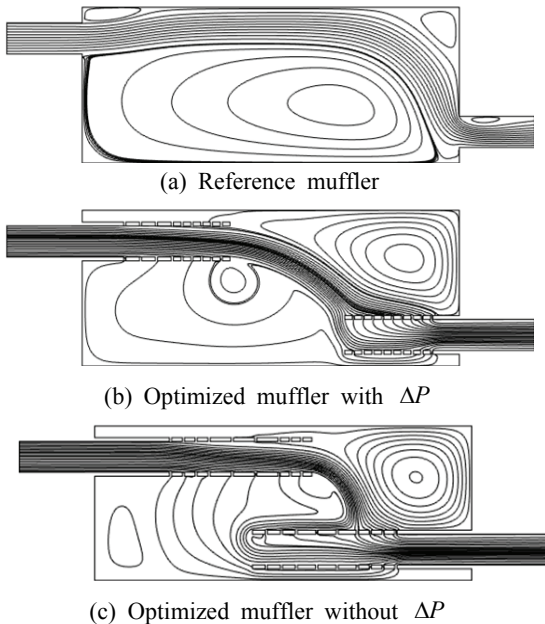 (a) Reference muffler
(b) Optimized muffler with ΔP
(c) Optimized muffler without ΔP